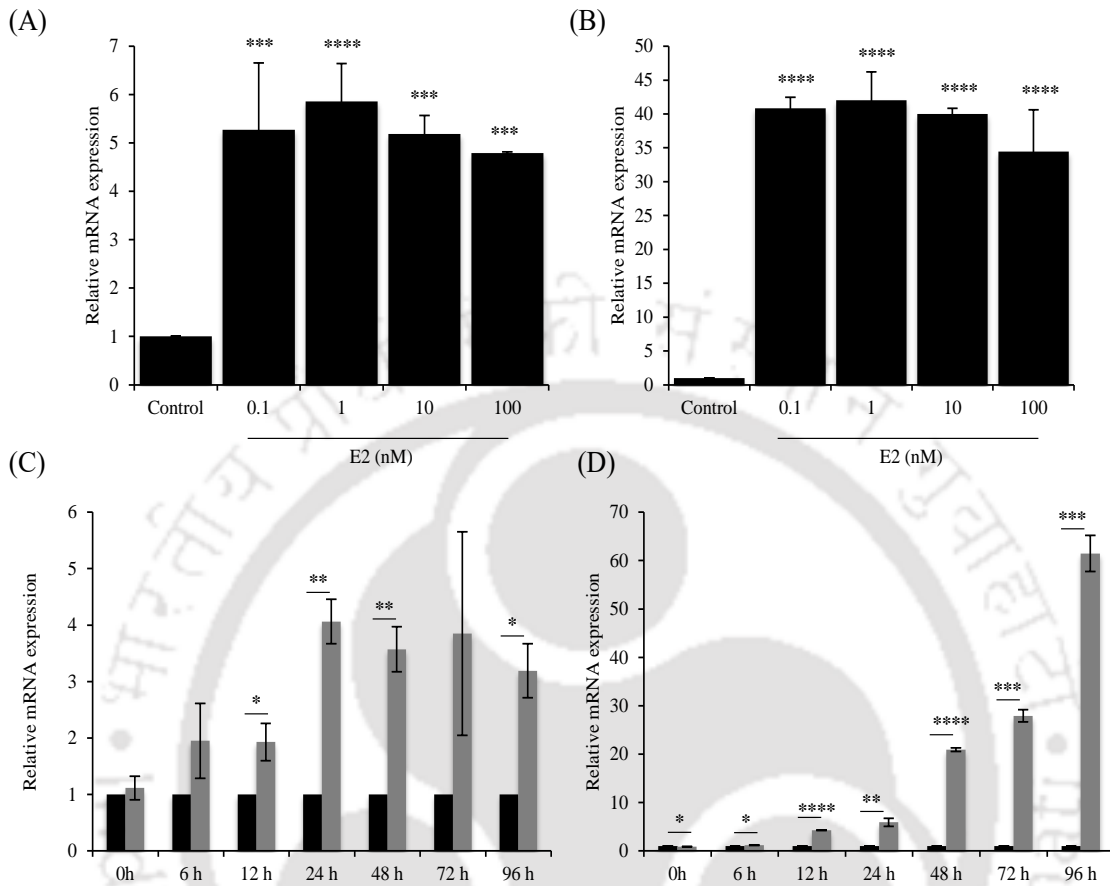 (A)
Relative mRNA expression
7
6
5
4
3
2
1
0
*** **** *** ***
Control 0.1 1 10 100
E2 (nM)
(B)
Relative mRNA expression
50
45
40
35
30
25
20
15
10
5
0
**** **** **** ****
Control 0.1 1 10 100
E2 (nM)
(C)
Relative mRNA expression
6
5
4
3
2
1
0
* ** ** *
0h 6 h 12 h 24 h 48 h 72 h 96 h
(D)
Relative mRNA expression
70
60
50
40
30
20
10
0
* * **** ** **** *** ***
0h 6 h 12 h 24 h 48 h 72 h 96 h